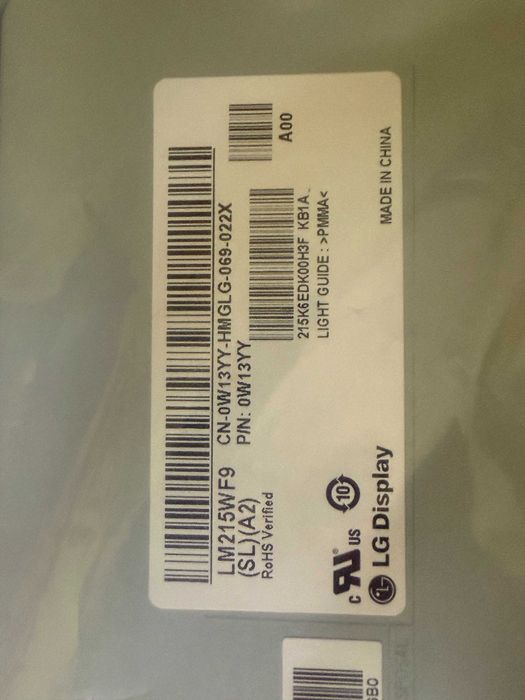 LM215WF9
(SL)(A2)
RoHS Verified
CN-0W13YY-HMGLG-069-022X
P/N: 0W13YY
A00
215K6EDK00H3F KB1A
LIGHT GUIDE : >PMMA<
c RU® US
10
LG Display
MADE IN CHINA